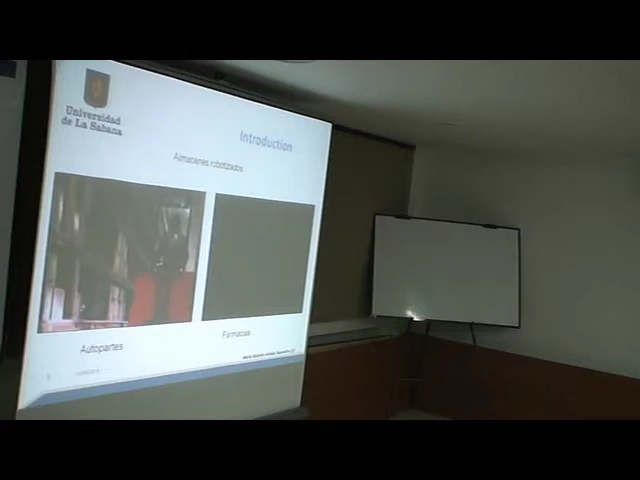 Universidad
de La Sabana
Introduction
Almacenes robotizados
Autopartes
Farmacias